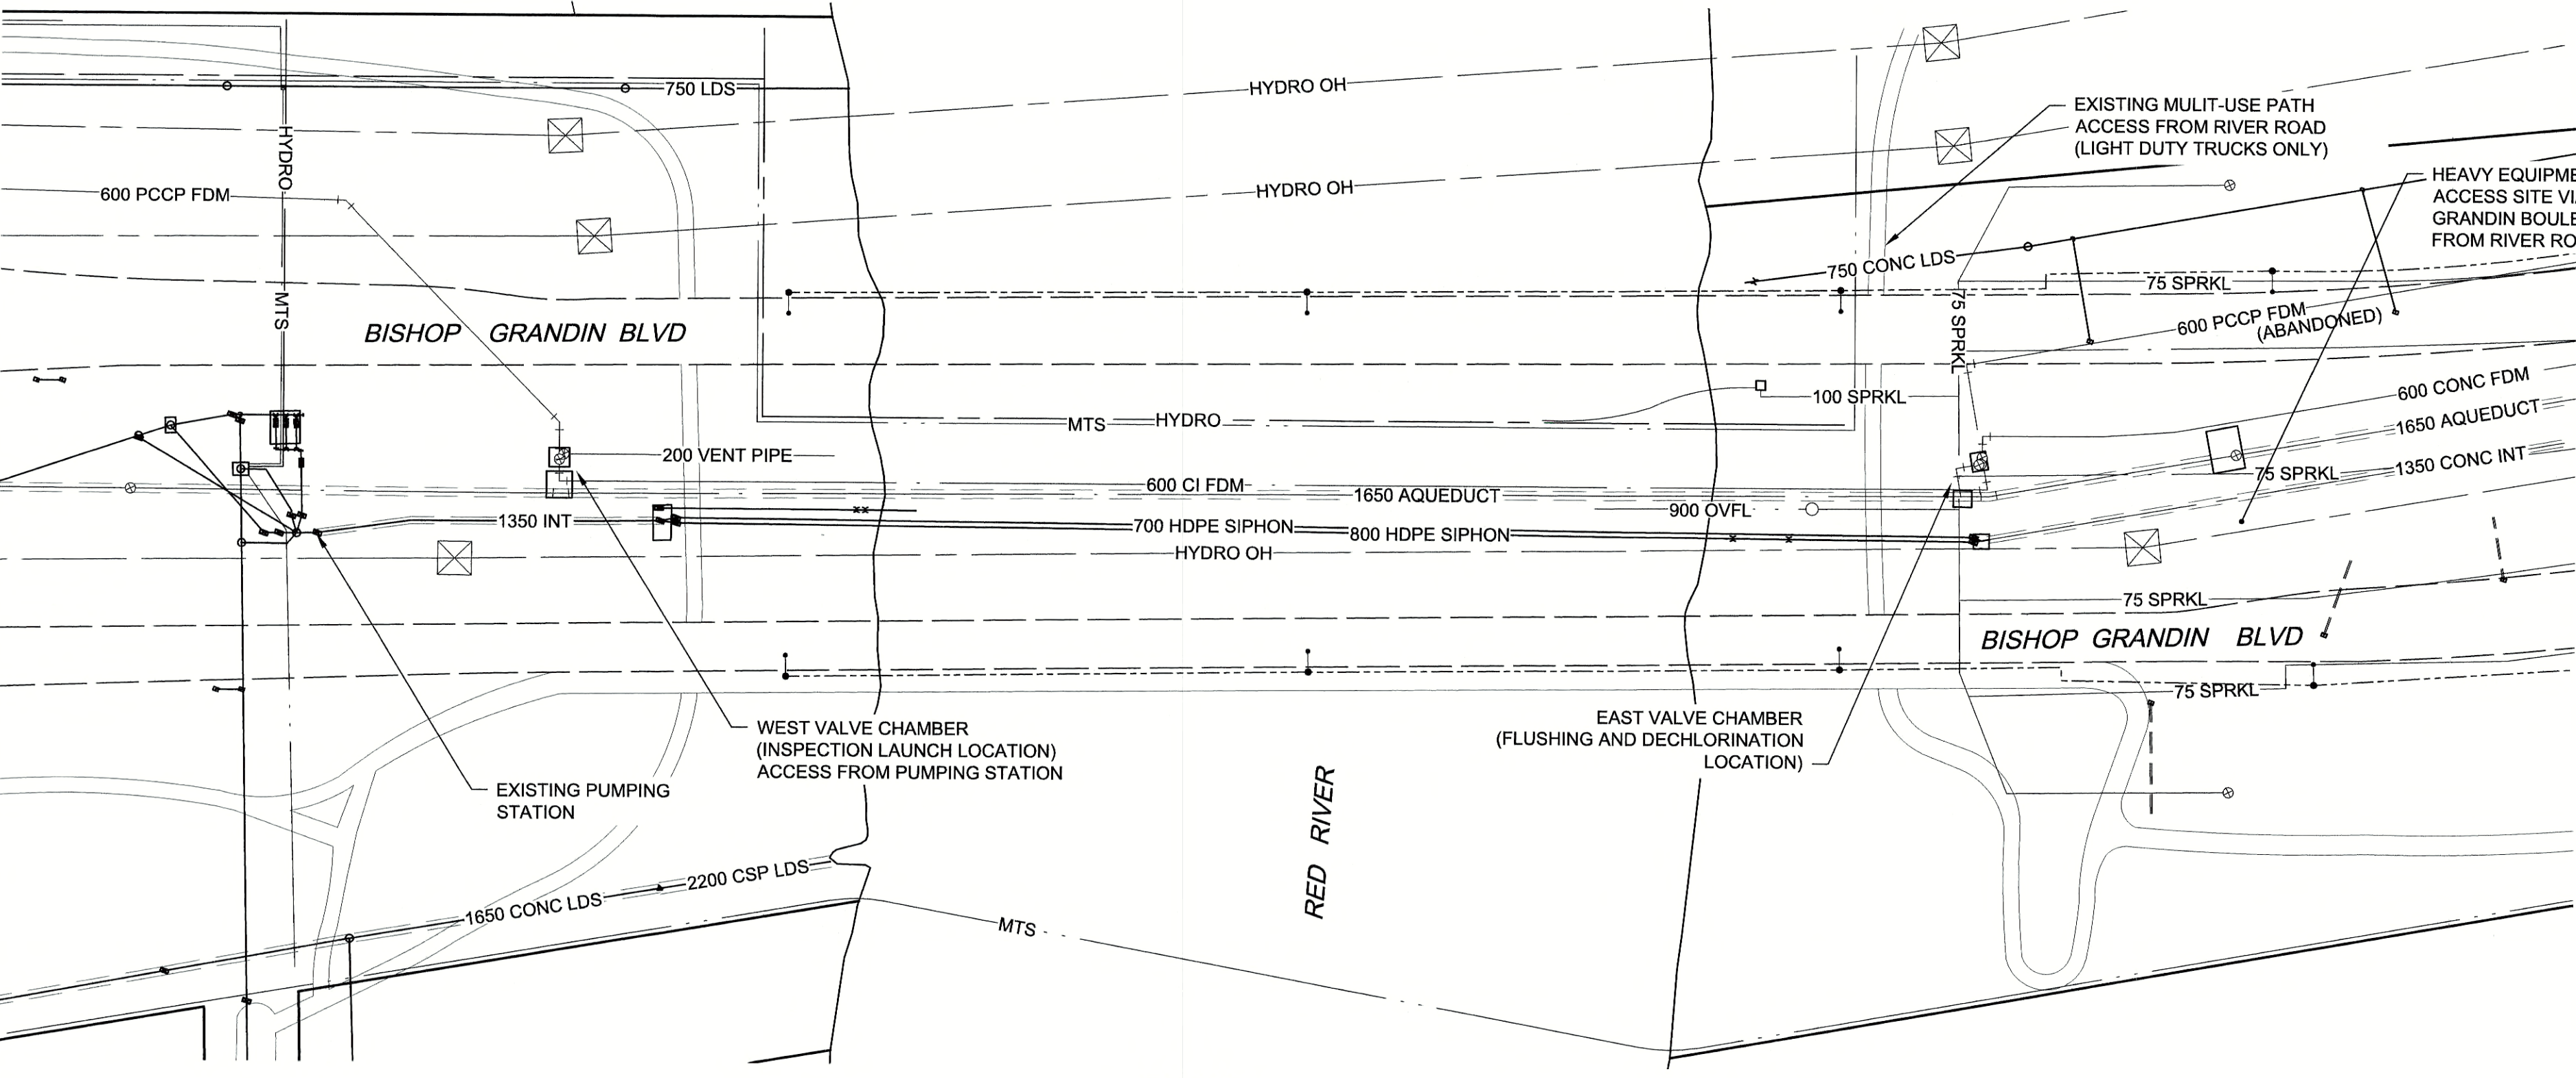 750 LDS
HYDRO OH
EXISTING MULIT-USE PATH
ACCESS FROM RIVER ROAD
(LIGHT DUTY TRUCKS ONLY)
HYDRO
600 PCCP FDM
HYDRO OH
HEAVY EQUIPME
ACCESS SITE VI
GRANDIN BOULE
FROM RIVER RO
750 CONC LDS
75 SPRKL
MTS
75 SPRKL
600 PCCP FDM
(ABANDONED)
BISHOP GRANDIN BLVD
100 SPRKL
600 CONC FDM
MTS
HYDRO
1650 AQUEDUCT
200 VENT PIPE
1350 CONC INT
75 SPRKL
600 CI FDM
1650 AQUEDUCT
900 OVFL
1350 INT
700 HDPE SIPHON
800 HDPE SIPHON
HYDRO OH
75 SPRKL
BISHOP GRANDIN BLVD
75 SPRKL
WEST VALVE CHAMBER
(INSPECTION LAUNCH LOCATION)
ACCESS FROM PUMPING STATION
EAST VALVE CHAMBER
(FLUSHING AND DECHLORINATION
LOCATION)
EXISTING PUMPING
STATION
RED RIVER
2200 CSP LDS
1650 CONC LDS
MTS